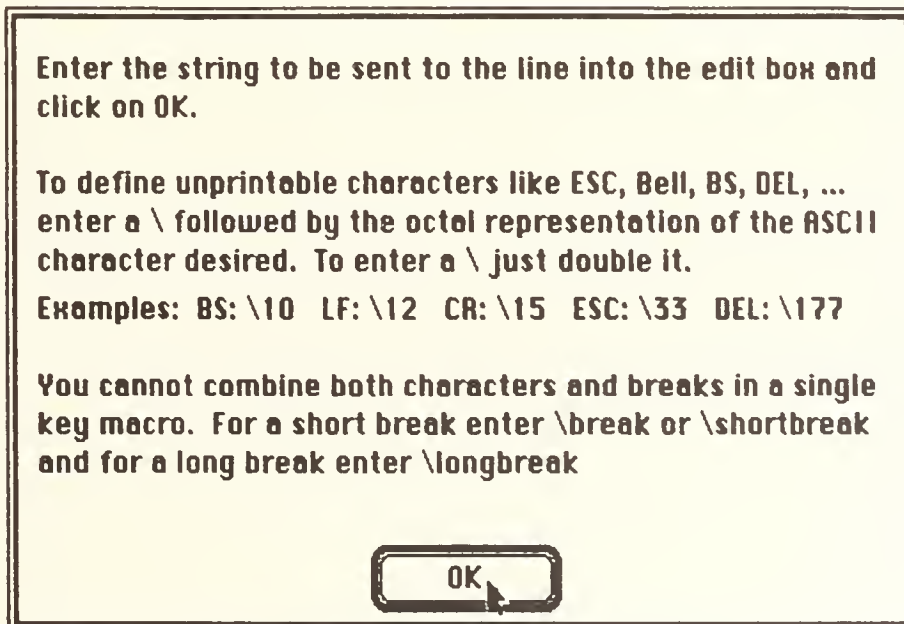 Enter the string to be sent to the line into the edit box and
click on OK.
To define unprintable characters like ESC, Bell, BS, DEL, ...
enter a \ followed by the octal representation of the ASCII
character desired.  To enter a \ just double it.
Examples:  BS: \10   LF: \12   CR: \15   ESC: \33   DEL: \177
You cannot combine both characters and breaks in a single
key macro.  For a short break enter \break or \shortbreak
and for a long break enter \longbreak
OK